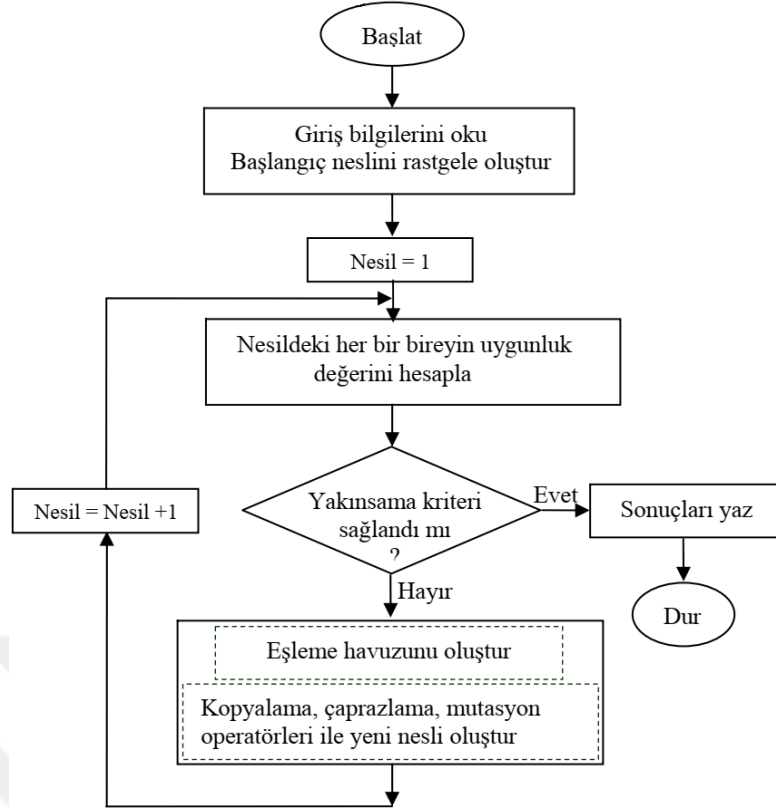 Başlat
Giriş bilgilerini oku
Başlangıç neslini rastgele oluştur
Nesil = 1
Nesildeki her bir bireyin uygunluk
değerini hesapla
Yakınsama kriteri
sağlandı mı
?
Evet
Sonuçları yaz
Dur
Nesil = Nesil +1
Hayır
Eşleme havuzunu oluştur
Kopyalama, çaprazlama, mutasyon
operatörleri ile yeni nesli oluştur